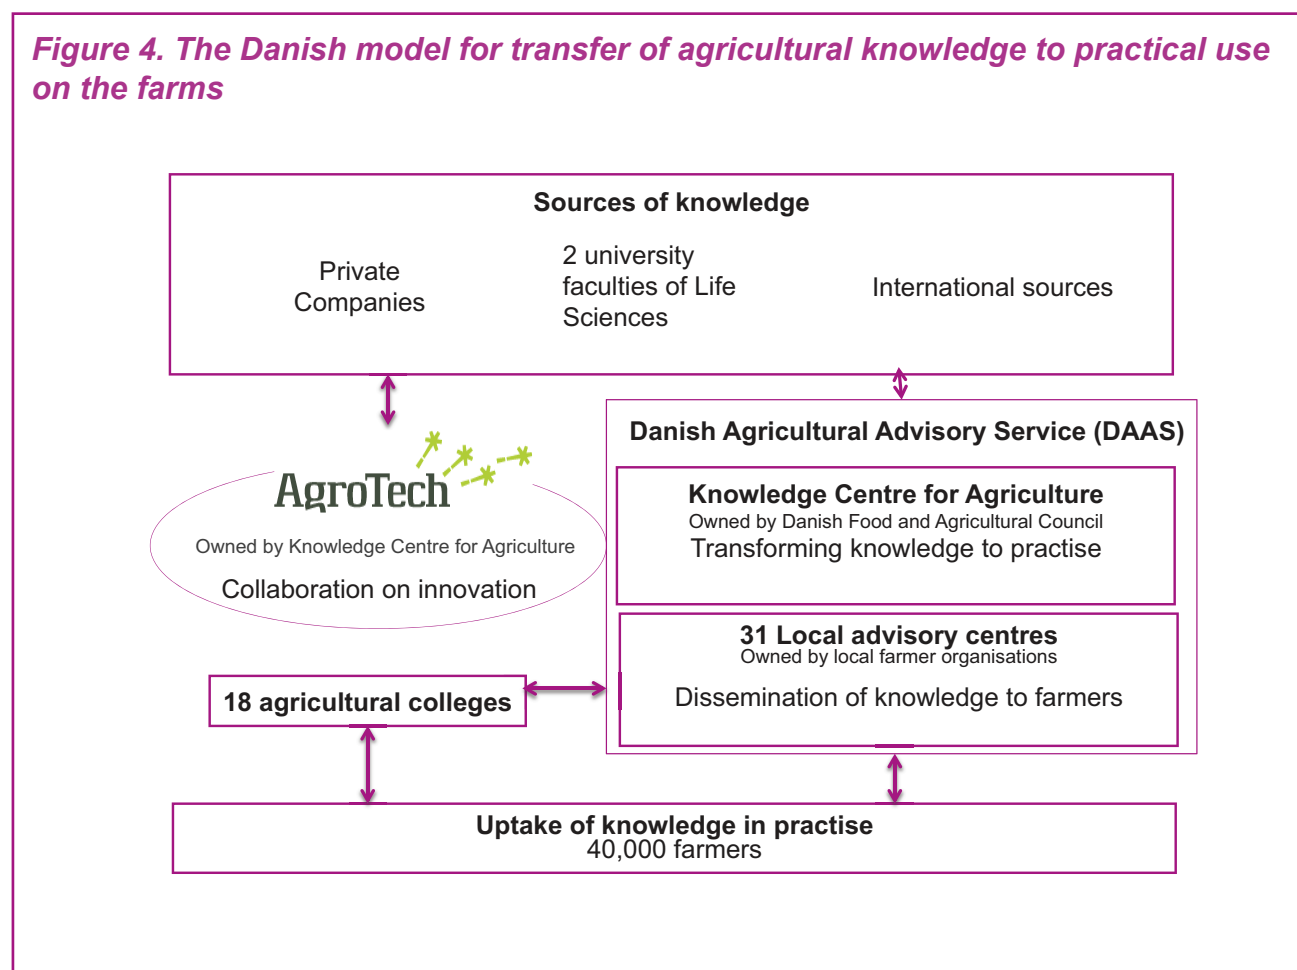 Figure 4. The Danish model for transfer of agricultural knowledge to practical use
on the farms
Sources of knowledge
Private
Companies
2 university
faculties of Life
Sciences
International sources
AgroTech
Owned by Knowledge Centre for Agriculture
Collaboration on innovation
Danish Agricultural Advisory Service (DAAS)
Knowledge Centre for Agriculture
Owned by Danish Food and Agricultural Council
Transforming knowledge to practise
31 Local advisory centres
Owned by local farmer organisations
Dissemination of knowledge to farmers
18 agricultural colleges
Uptake of knowledge in practise
40,000 farmers